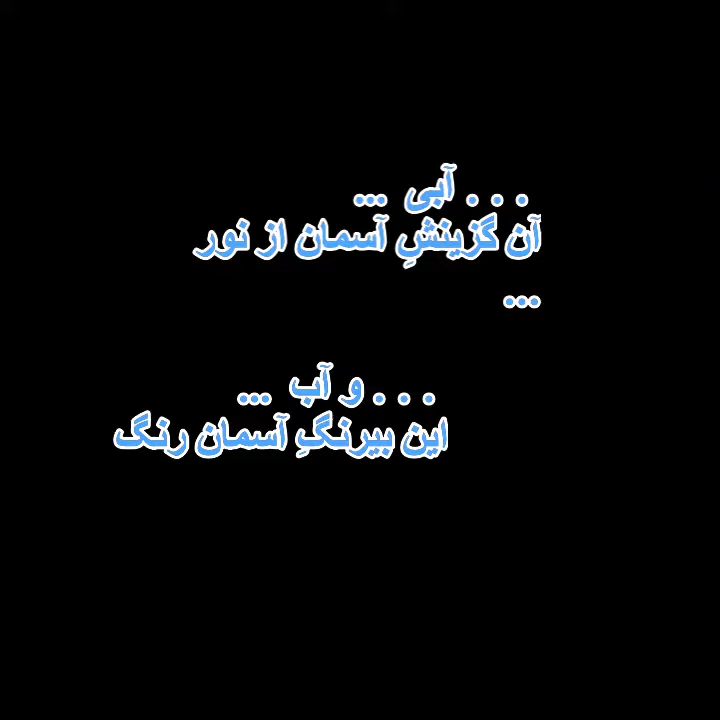 . . . آبی ...
آن گزینشِ آسمان از نور
...
. . . و آب ...
این بیرنگِ آسمان رنگ